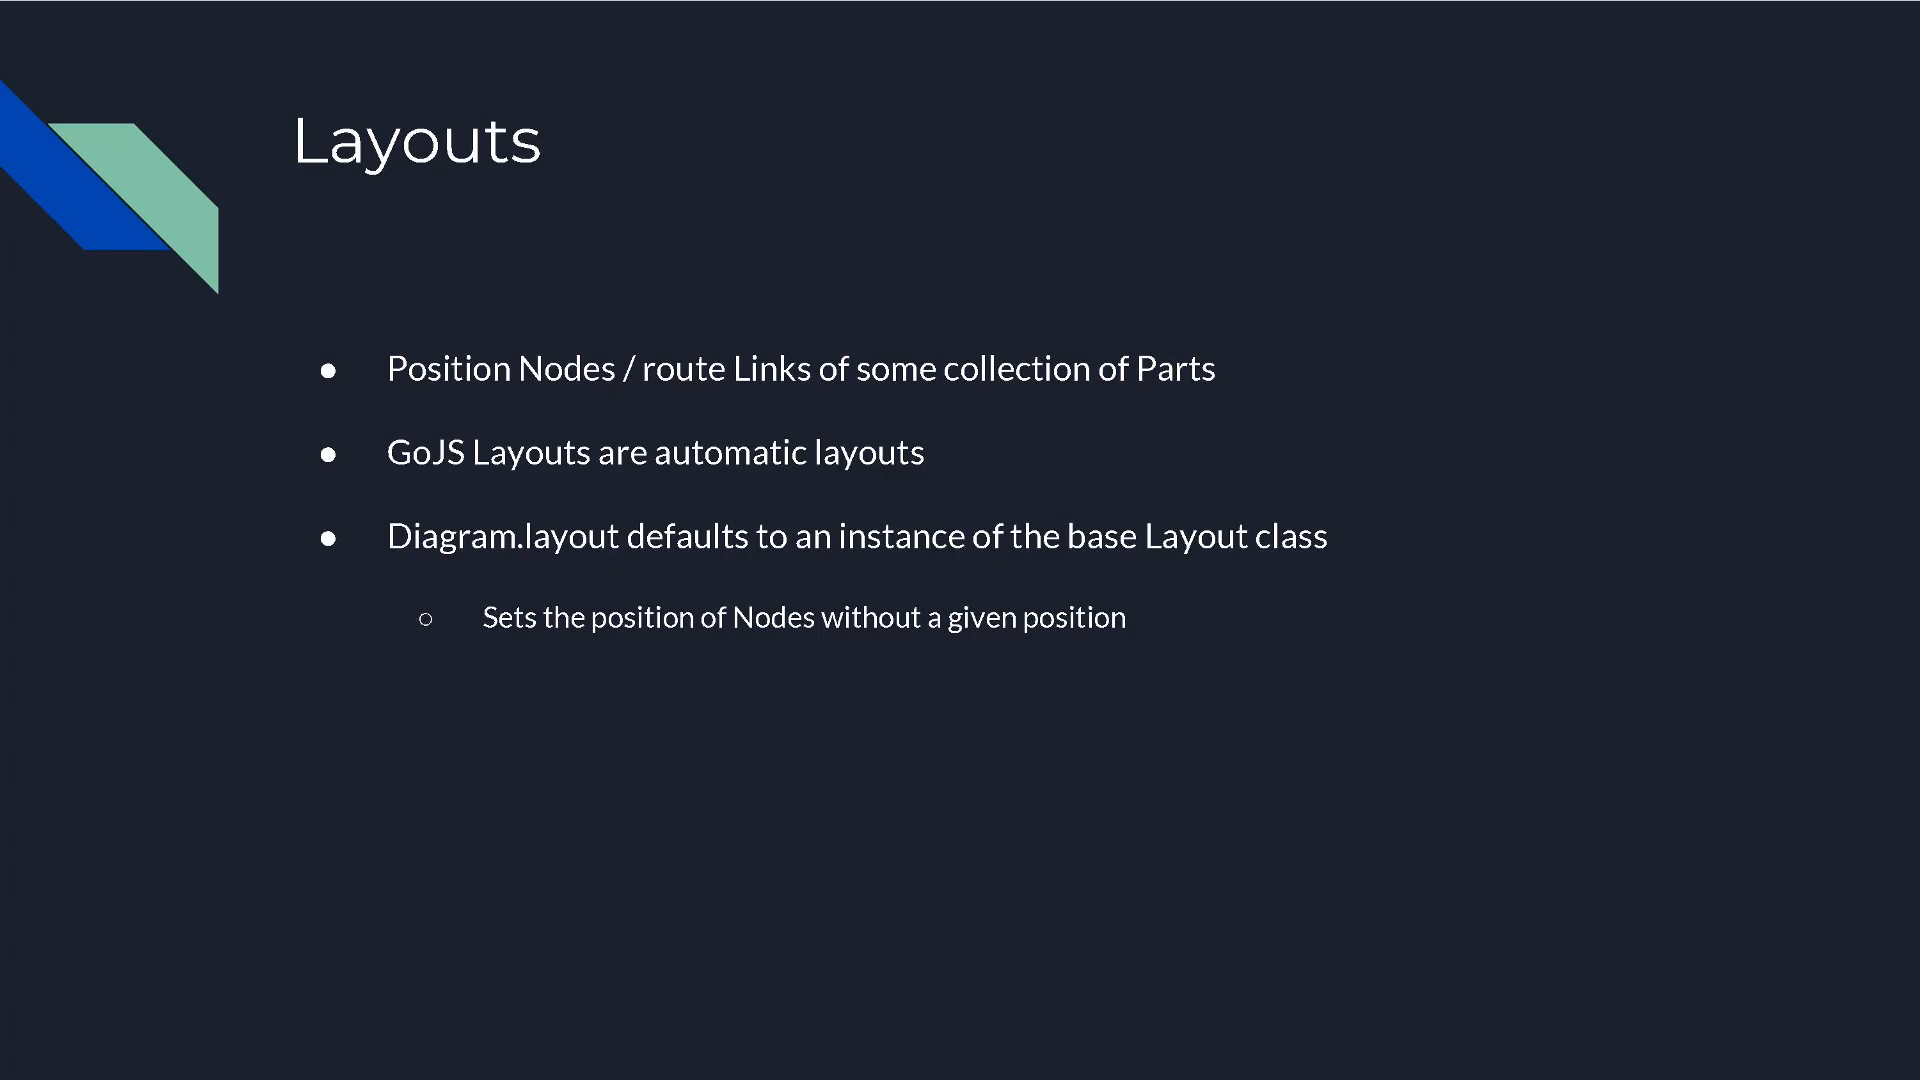 Layouts
● Position Nodes / route Links of some collection of Parts
● GoJS Layouts are automatic layouts
● Diagram.layout defaults to an instance of the base Layout class
○ Sets the position of Nodes without a given position